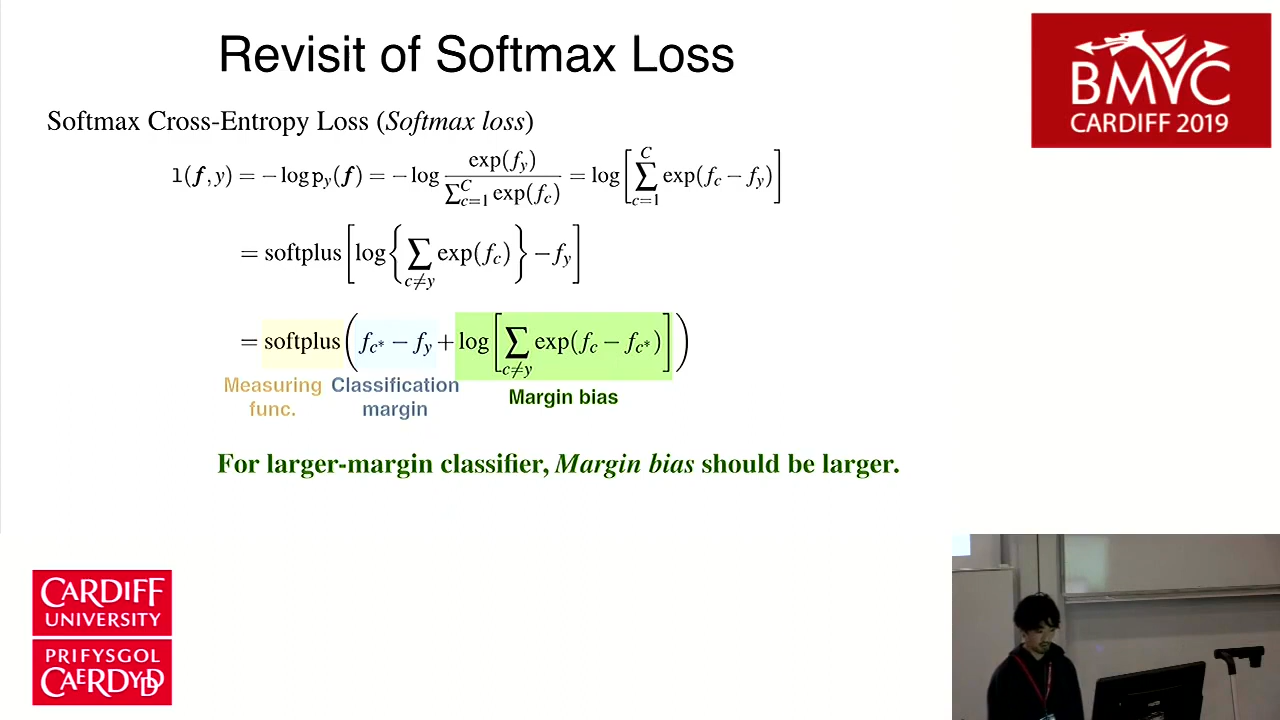 Revisit of Softmax Loss
BMVC
CARDIFF 2019
Softmax Cross-Entropy Loss (Softmax loss)
l(f, y) = − log p_y(f) = − log exp(f_y) / ∑_{c=1}^{C} exp(f_c) = log[∑_{c=1}^{C} exp(f_c − f_y)]
= softplus[log{∑_{c≠y} exp(f_c)} − f_y]
= softplus(f_{c*} − f_y + log[∑_{c≠y} exp(f_c − f_{c*})])
Measuring func.
Classification margin
Margin bias
For larger-margin classifier, Margin bias should be larger.
CARDIFF
UNIVERSITY
PRIFYSGOL
CAERDYDD